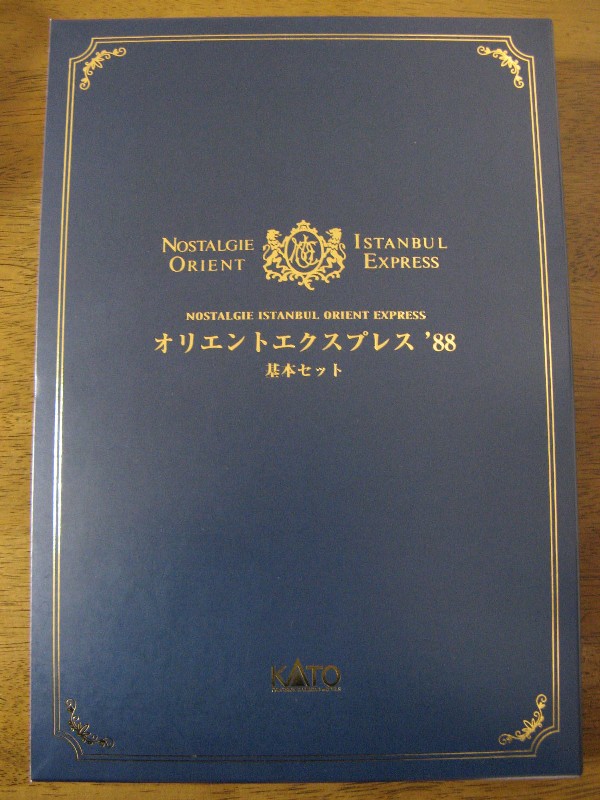 NOSTALGIE ISTANBUL
ORIENT EXPRESS
NOSTALGIE ISTANBUL ORIENT EXPRESS
オリエントエクスプレス '88
基本セット
KATO